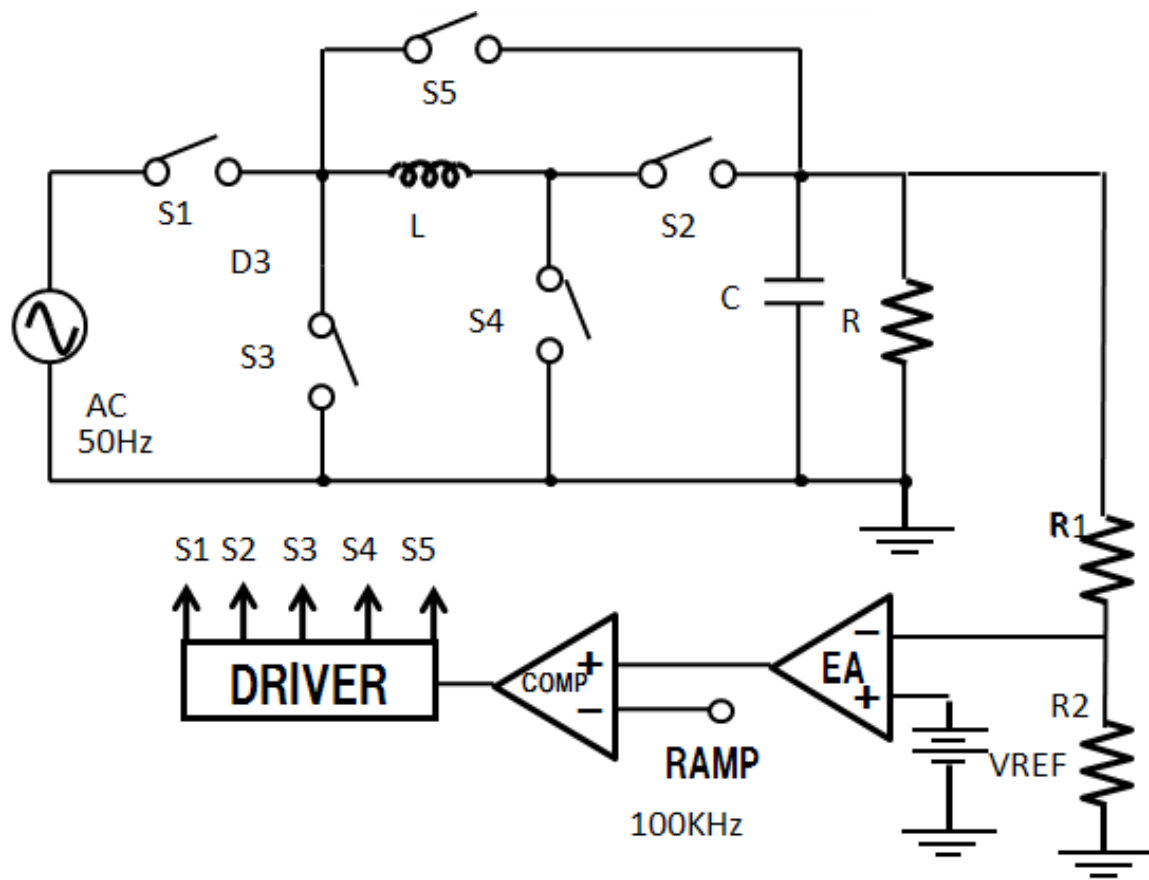 S5
S1
L
S2
D3
S3
S4
C
R
AC
50Hz
S1 S2 S3 S4 S5
R1
DRIVER
COMP
+
−
EA
−
+
RAMP
100KHz
VREF
R2